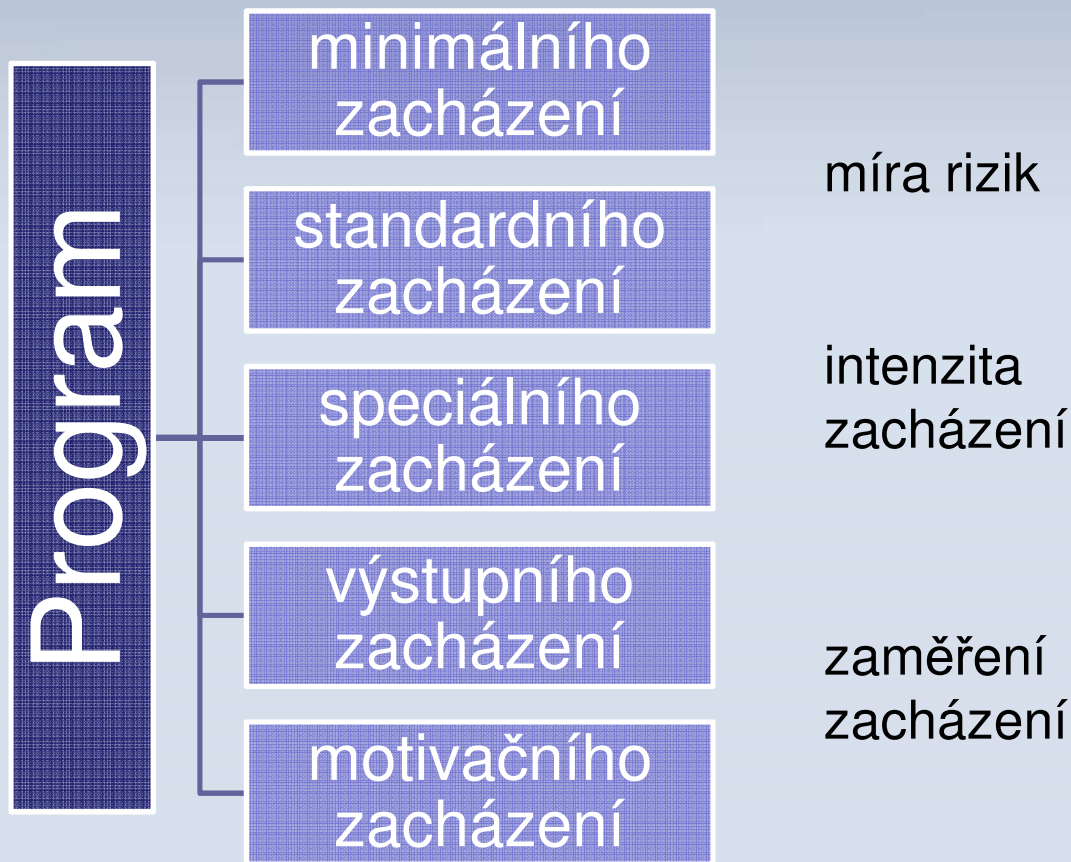 Program
minimálního
zacházení
standardního
zacházení
speciálního
zacházení
výstupního
zacházení
motivačního
zacházení
míra rizik
intenzita
zacházení
zaměření
zacházení